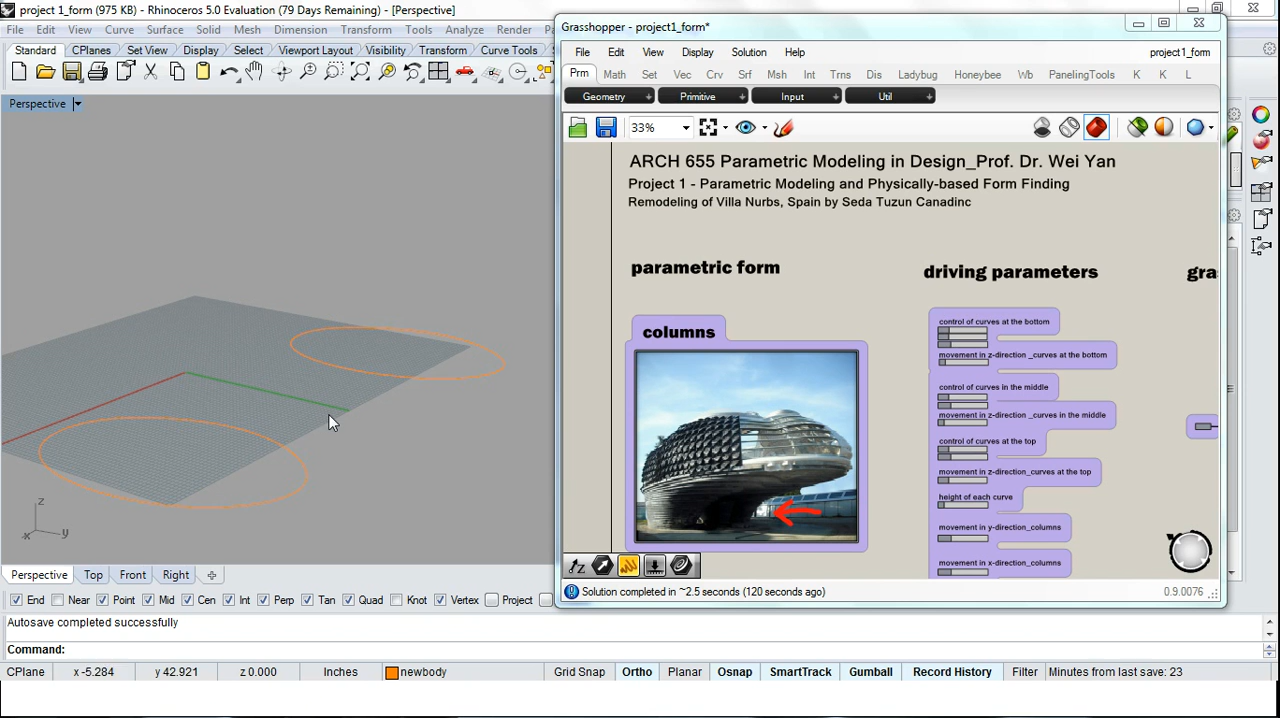 project1_form (975 KB) - Rhinoceros 5.0 Evaluation (79 Days Remaining) - [Perspective]
File Edit View Curve Surface Solid Mesh Dimension Transform Tools Analyze Render
Standard CPlanes Set View Display Select Viewport Layout Visibility Transform Curve Tools
Perspective
Grasshopper - project1_form*
File Edit View Display Solution Help project1_form
Prm Math Set Vec Crv Srf Msh Int Trns Dis Ladybug Honeybee Wb PanelingTools K K L
Geometry Primitive Input Util
33%
ARCH 655 Parametric Modeling in Design_Prof. Dr. Wei Yan
Project 1 - Parametric Modeling and Physically-based Form Finding
Remodeling of Villa Nurbs, Spain by Seda Tuzun Canadinc
parametric form
driving parameters
gra
columns
control of curves at the bottom
movement in z-direction _curves at the bottom
control of curves in the middle
movement in z-direction _curves in the middle
control of curves at the top
movement in z-direction_curves at the top
height of each curve
movement in y-direction_columns
movement in x-direction_columns
Solution completed in ~2.5 seconds (120 seconds ago) 0.9.0076
z
x y
Perspective Top Front Right
End Near Point Mid Cen Int Perp Tan Quad Knot Vertex Project
Autosave completed successfully
Command:
CPlane x -5.284 y 42.921 z 0.000 Inches newbody Grid Snap Ortho Planar Osnap SmartTrack Gumball Record History Filter Minutes from last save: 23